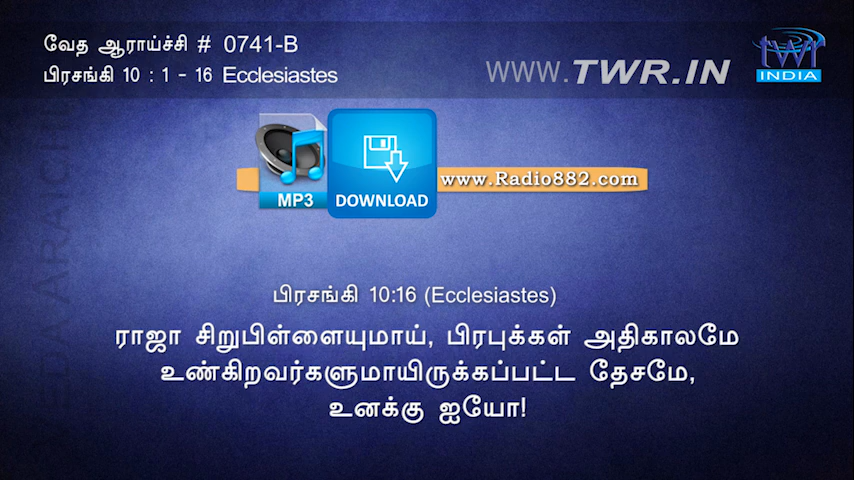 வேத ஆராய்ச்சி # 0741-B
பிரசங்கி 10 : 1 - 16 Ecclesiastes
WWW.TWR.IN
twr
INDIA
MP3
DOWNLOAD
www.Radio882.com
பிரசங்கி 10:16 (Ecclesiastes)
ராஜா சிறுபிள்ளையுமாய், பிரபுக்கள் அதிகாலமே
உண்கிறவர்களுமாயிருக்கப்பட்ட தேசமே,
உனக்கு ஐயோ!